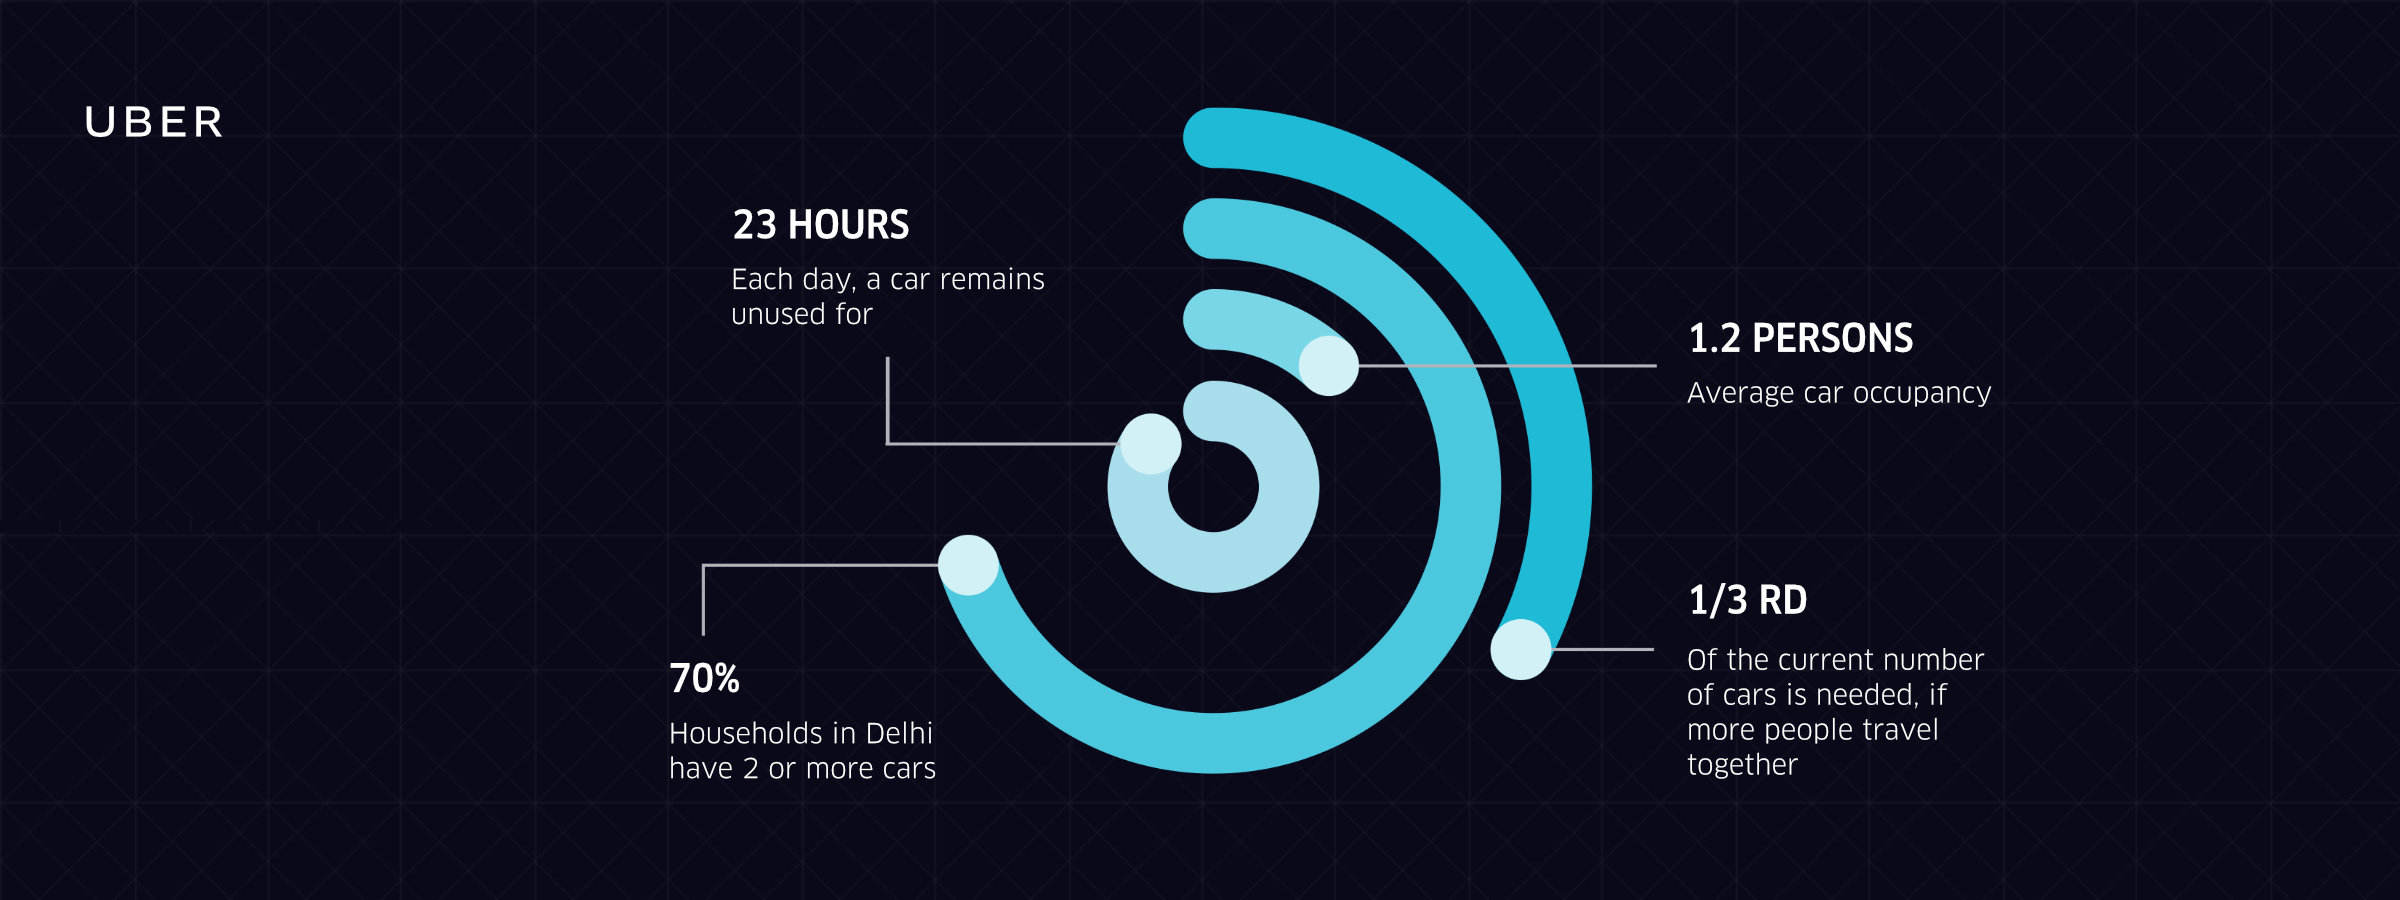 UBER
23 HOURS
Each day, a car remains
unused for
1.2 PERSONS
Average car occupancy
70%
Households in Delhi
have 2 or more cars
1/3 RD
Of the current number
of cars is needed, if
more people travel
together